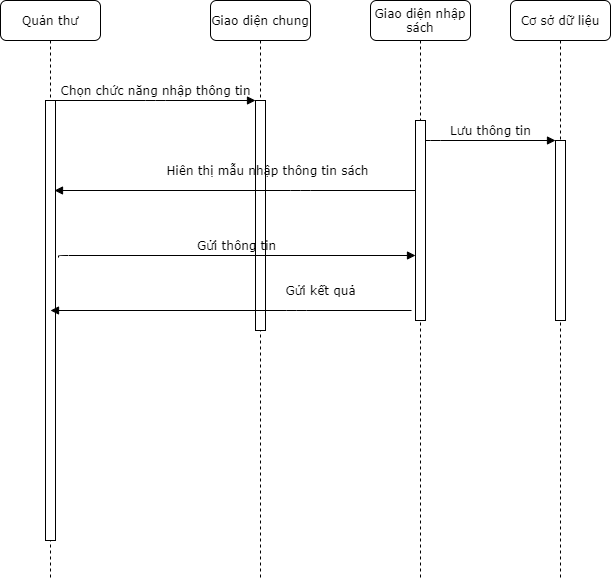 Quản thư
Giao diện chung
Giao diện nhập
sách
Cơ sở dữ liệu
Chọn chức năng nhập thông tin
Lưu thông tin
Hiên thị mẫu nhập thông tin sách
Gửi thông tin
Gửi kết quả